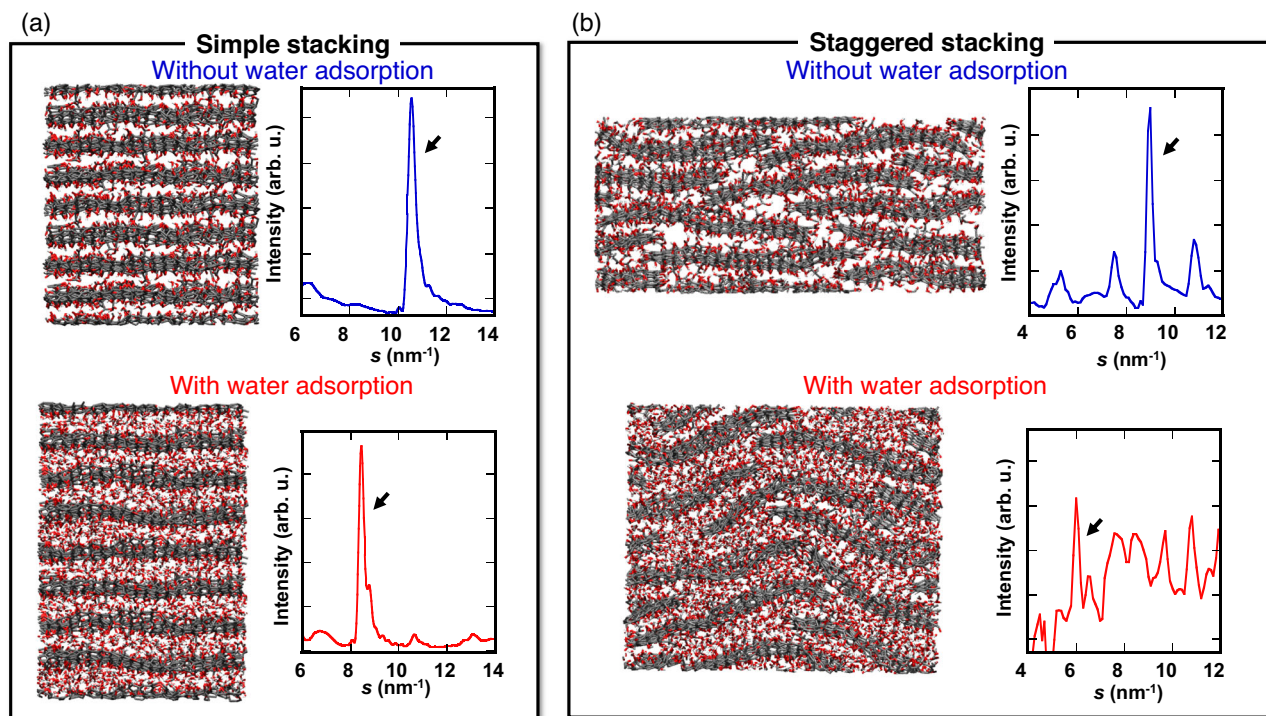 (a)
Simple stacking
Without water adsorption
Intensity (arb. u.)
6 8 10 12 14
s (nm⁻¹)
With water adsorption
Intensity (arb. u.)
6 8 10 12 14
s (nm⁻¹)
(b)
Staggered stacking
Without water adsorption
Intensity (arb. u.)
4 6 8 10 12
s (nm⁻¹)
With water adsorption
Intensity (arb. u.)
4 6 8 10 12
s (nm⁻¹)